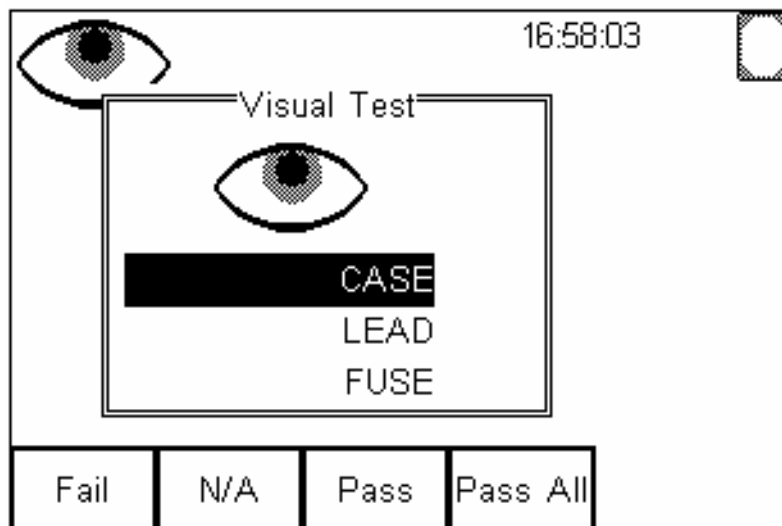 16:58:03
Visual Test
CASE
LEAD
FUSE
Fail N/A Pass Pass All